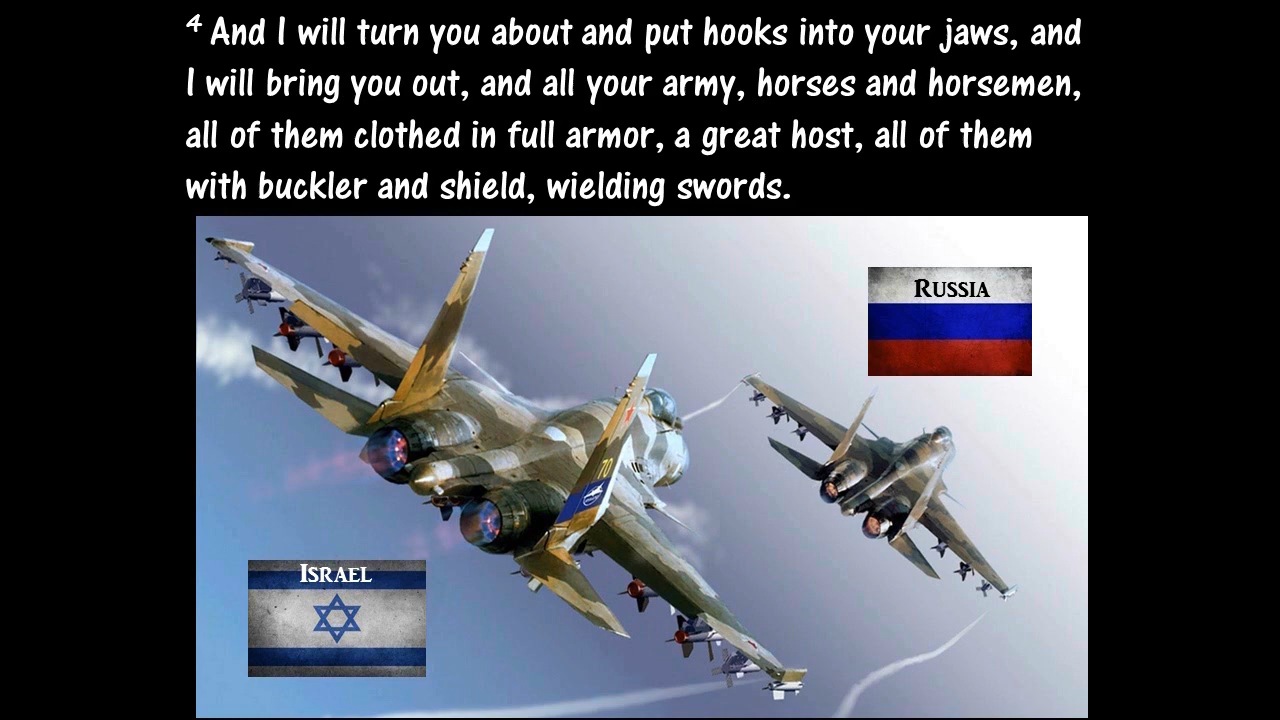 4 And I will turn you about and put hooks into your jaws, and
I will bring you out, and all your army, horses and horsemen,
all of them clothed in full armor, a great host, all of them
with buckler and shield, wielding swords.
Russia
70
Israel